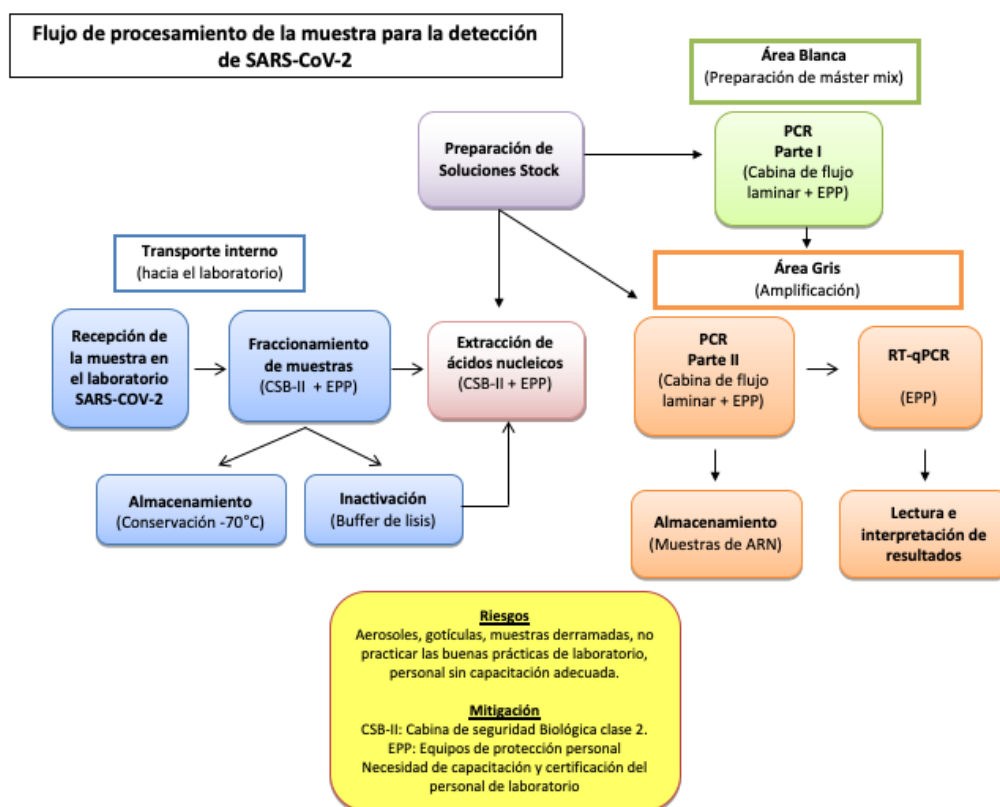 Flujo de procesamiento de la muestra para la detección
de SARS-CoV-2
Área Blanca
(Preparación de máster mix)
Preparación de
Soluciones Stock
PCR
Parte I
(Cabina de flujo
laminar + EPP)
Transporte interno
(hacia el laboratorio)
Área Gris
(Amplificación)
Recepción de
la muestra en
el laboratorio
SARS-COV-2
Fraccionamiento
de muestras
(CSB-II + EPP)
Extracción de
ácidos nucleicos
(CSB-II + EPP)
PCR
Parte II
(Cabina de flujo
laminar + EPP)
RT-qPCR
(EPP)
Almacenamiento
(Conservación -70°C)
Inactivación
(Buffer de lisis)
Almacenamiento
(Muestras de ARN)
Lectura e
interpretación de
resultados
Riesgos
Aerosoles, gotículas, muestras derramadas, no
practicar las buenas prácticas de laboratorio,
personal sin capacitación adecuada.
Mitigación
CSB-II: Cabina de seguridad Biológica clase 2.
EPP: Equipos de protección personal
Necesidad de capacitación y certificación del
personal de laboratorio